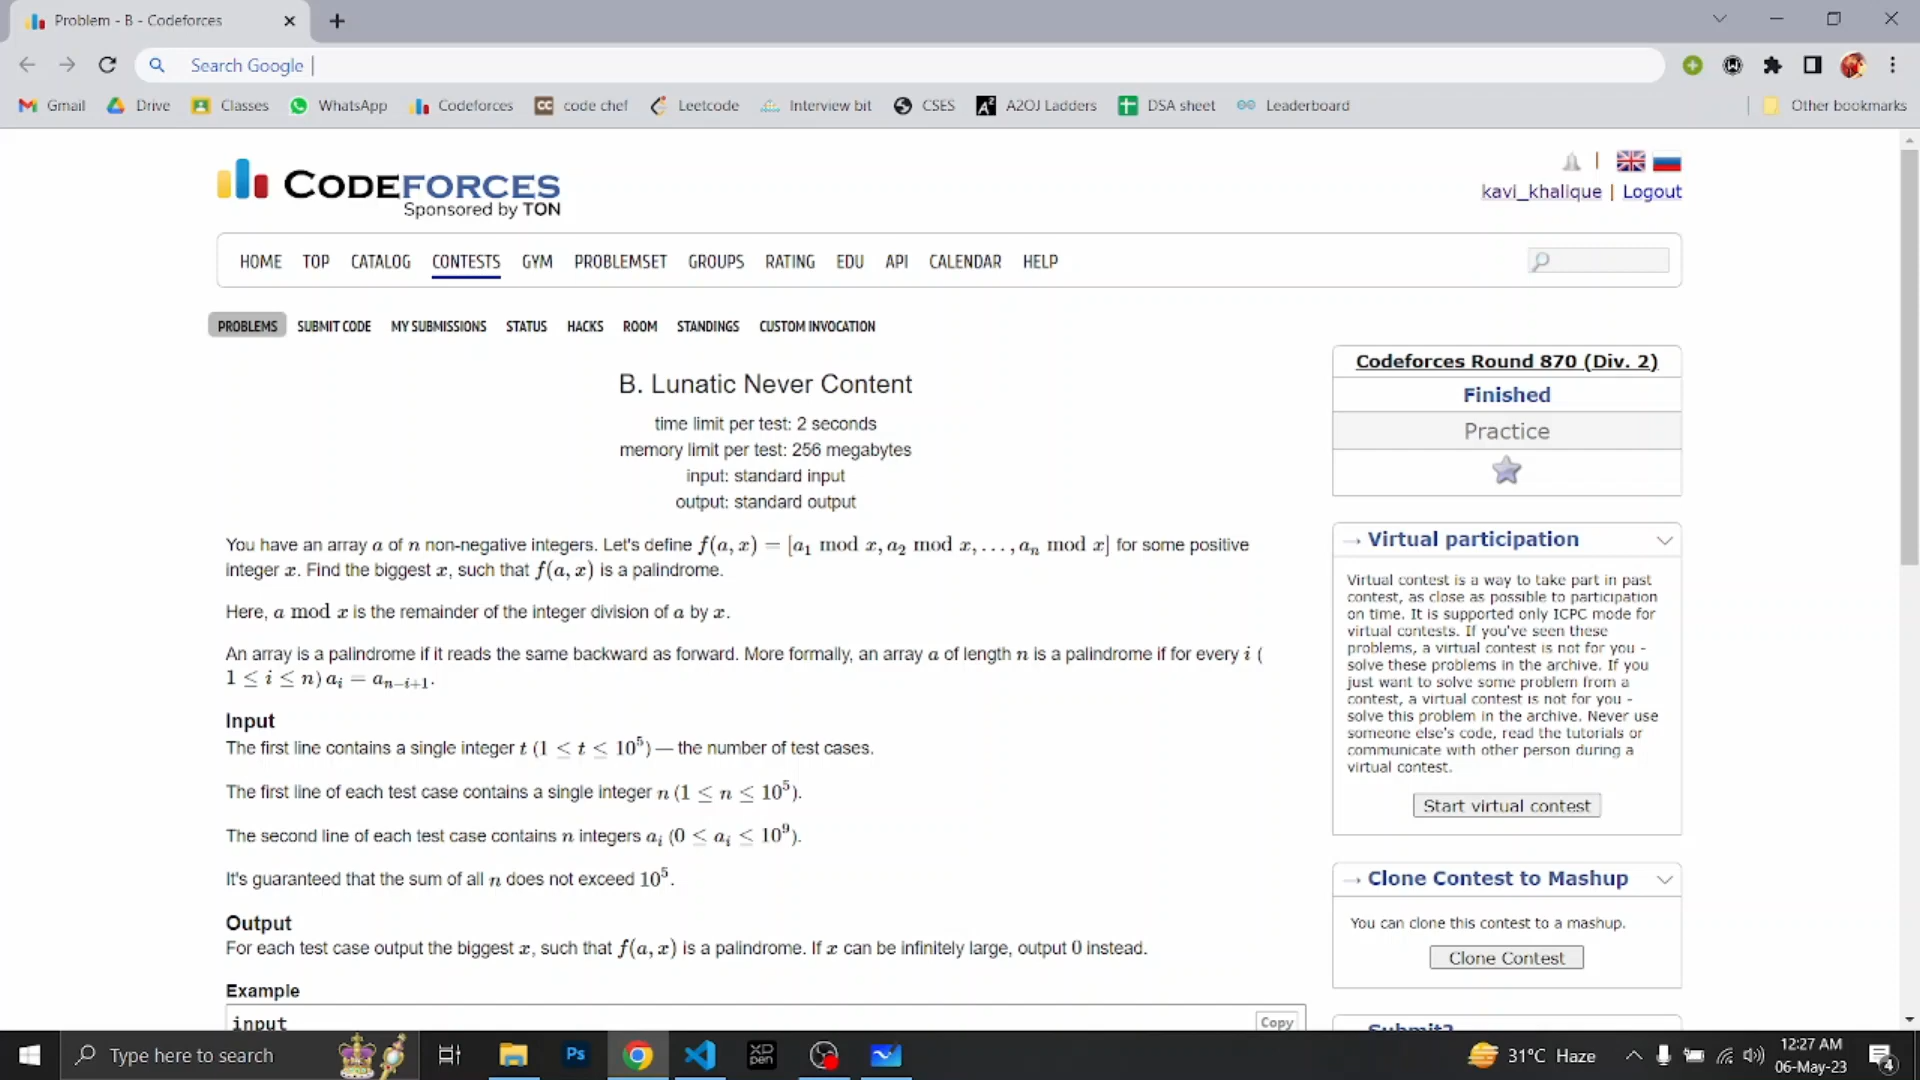 Problem - B - Codeforces
Search Google
Gmail Drive Classes WhatsApp Codeforces code chef Leetcode Interview bit CSES A2OJ Ladders DSA sheet Leaderboard Other bookmarks
CODEFORCES
Sponsored by TON
kavi_khalique | Logout
HOME TOP CATALOG CONTESTS GYM PROBLEMSET GROUPS RATING EDU API CALENDAR HELP
PROBLEMS SUBMIT CODE MY SUBMISSIONS STATUS HACKS ROOM STANDINGS CUSTOM INVOCATION
B. Lunatic Never Content
time limit per test: 2 seconds
memory limit per test: 256 megabytes
input: standard input
output: standard output
You have an array a of n non-negative integers. Let's define f(a, x) = [a₁ mod x, a₂ mod x, . . . , aₙ mod x] for some positive
integer x. Find the biggest x, such that f(a, x) is a palindrome.
Here, a mod x is the remainder of the integer division of a by x.
An array is a palindrome if it reads the same backward as forward. More formally, an array a of length n is a palindrome if for every i (
1 ≤ i ≤ n) aᵢ = aₙ₋ᵢ₊₁.
Input
The first line contains a single integer t (1 ≤ t ≤ 10⁵) — the number of test cases.
The first line of each test case contains a single integer n (1 ≤ n ≤ 10⁵).
The second line of each test case contains n integers aᵢ (0 ≤ aᵢ ≤ 10⁹).
It's guaranteed that the sum of all n does not exceed 10⁵.
Output
For each test case output the biggest x, such that f(a, x) is a palindrome. If x can be infinitely large, output 0 instead.
Example
input
Copy
Codeforces Round 870 (Div. 2)
Finished
Practice
→ Virtual participation
Virtual contest is a way to take part in past
contest, as close as possible to participation
on time. It is supported only ICPC mode for
virtual contests. If you've seen these
problems, a virtual contest is not for you -
solve these problems in the archive. If you
just want to solve some problem from a
contest, a virtual contest is not for you -
solve this problem in the archive. Never use
someone else's code, read the tutorials or
communicate with other person during a
virtual contest.
Start virtual contest
→ Clone Contest to Mashup
You can clone this contest to a mashup.
Clone Contest
Submit?
Type here to search
Ps
XD
pen
31°C Haze
12:27 AM
06-May-23
4